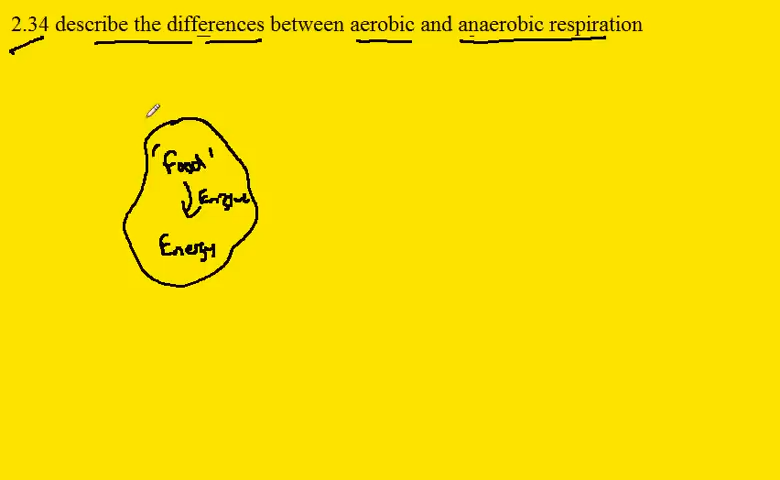 2.34 describe the differences between aerobic and anaerobic respiration
'Food'
Enzyme
Energy